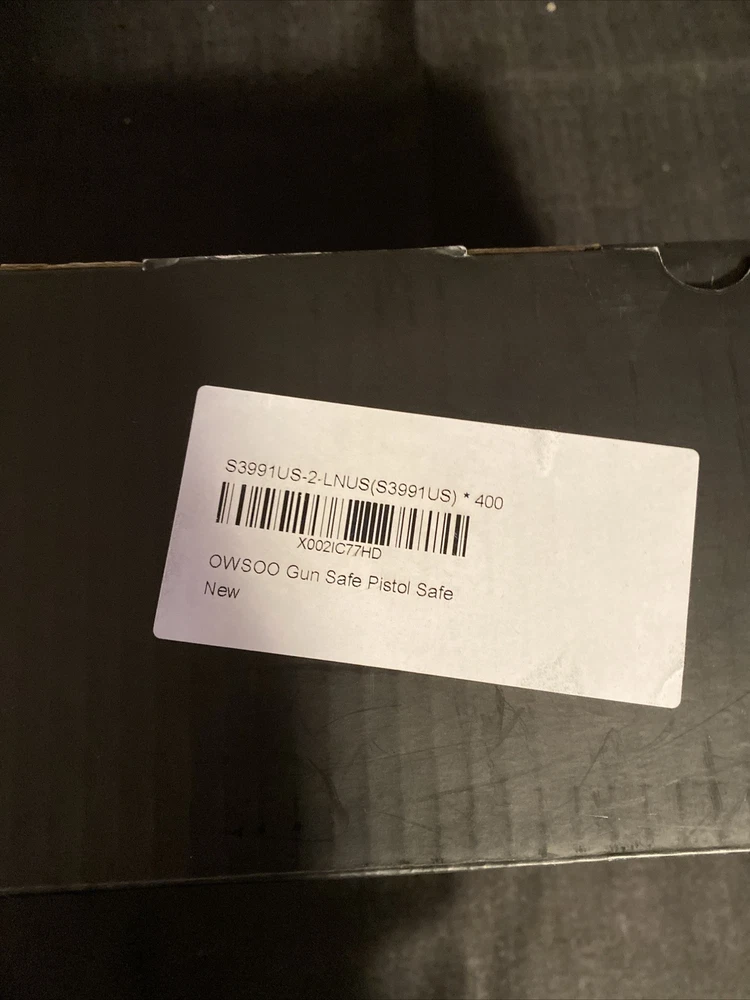 S3991US-2-LNUS(S3991US) * 400
X002IC77HD
OWSOO Gun Safe Pistol Safe
New